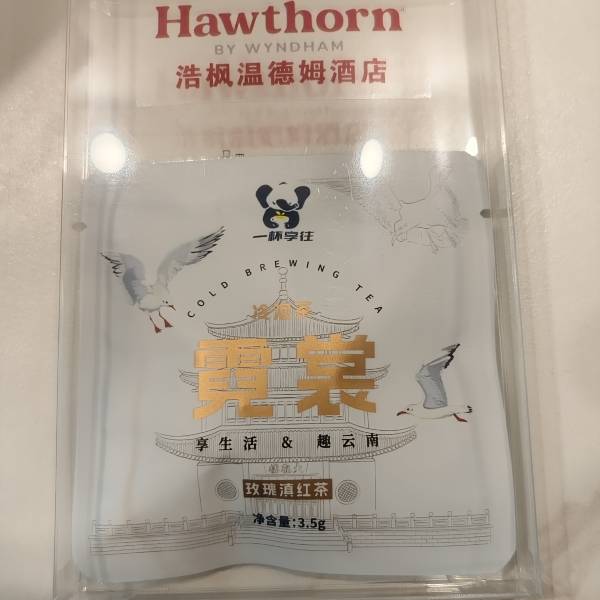 Hawthorn
BY WYNDHAM
浩枫温德姆酒店
一杯享往
COLD BREWING TEA
冷泡茶
霓裳
享生活 & 趣云南
玫瑰滇红茶
净含量:3.5g